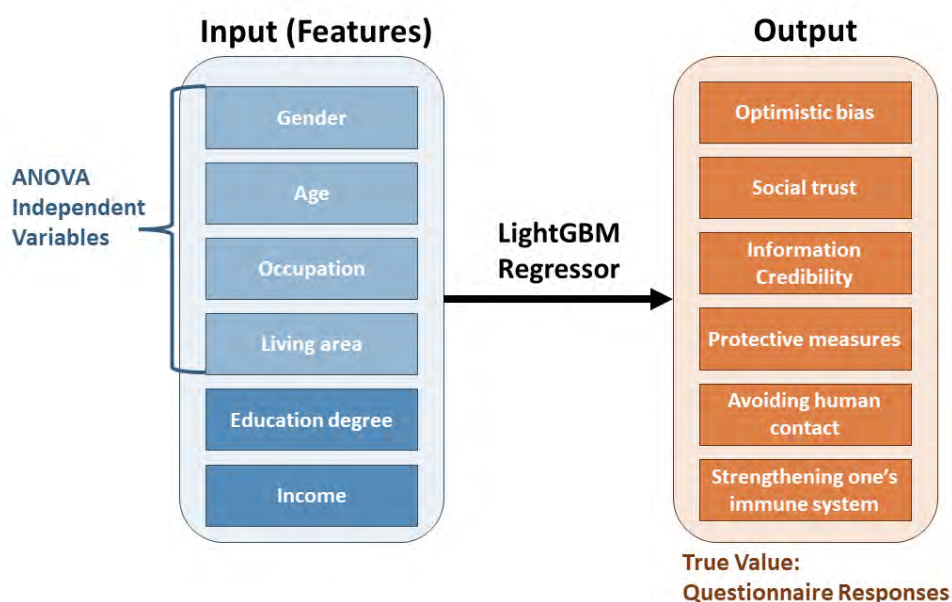 Input (Features)
Gender
Age
Occupation
Living area
Education degree
Income
ANOVA
Independent
Variables
LightGBM
Regressor
Output
Optimistic bias
Social trust
Information
Credibility
Protective measures
Avoiding human
contact
Strengthening one's
immune system
True Value:
Questionnaire Responses